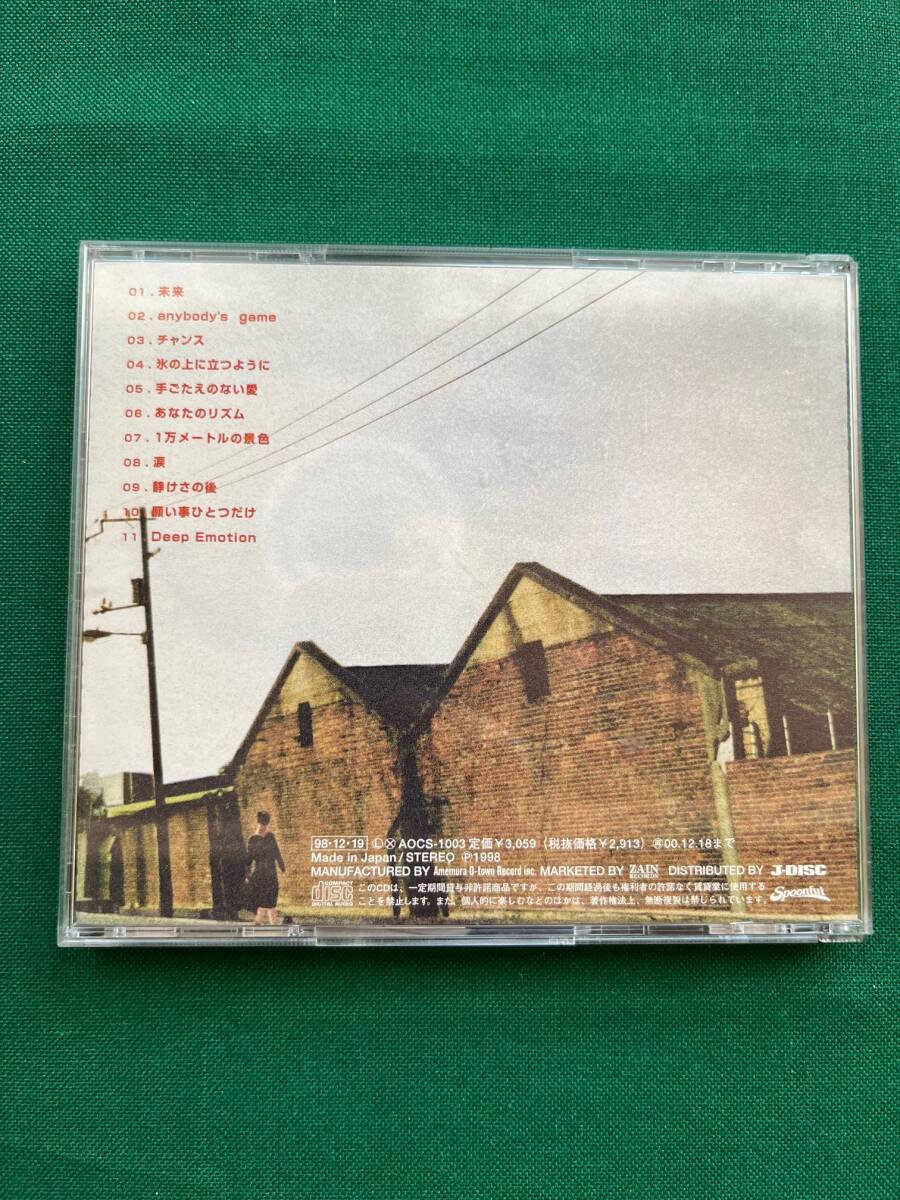 01. 未来
02. anybody's game
03. チャンス
04. 氷の上に立つように
05. 手ごたえのない愛
06. あなたのリズム
07. 1万メートルの景色
08. 涙
09. 静けさの後
10. 願い事ひとつだけ
11. Deep Emotion
98・12・19 Ⓛ Ⓧ AOCS-1003 定価¥3,059 (税抜価格¥2,913) ㊑00.12.18まで
Made in Japan/STEREO Ⓟ1998
MANUFACTURED BY Amemura O-town Record inc. MARKETED BY ZAIN RECORDS DISTRIBUTED BY J-DISC
COMPACT disc DIGITAL AUDIO このCDは、一定期間貸与非許諾商品ですが、この期間経過後も権利者の許諾なく賃貸業に使用する
ことを禁止します。また、個人的に楽しむなどのほかは、著作権法上、無断複製は禁じられています。 Spoonful